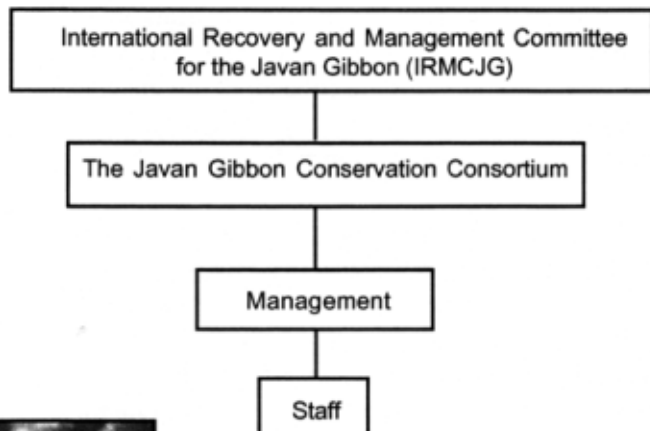 International Recovery and Management Committee
for the Javan Gibbon (IRMCJG)
The Javan Gibbon Conservation Consortium
Management
Staff